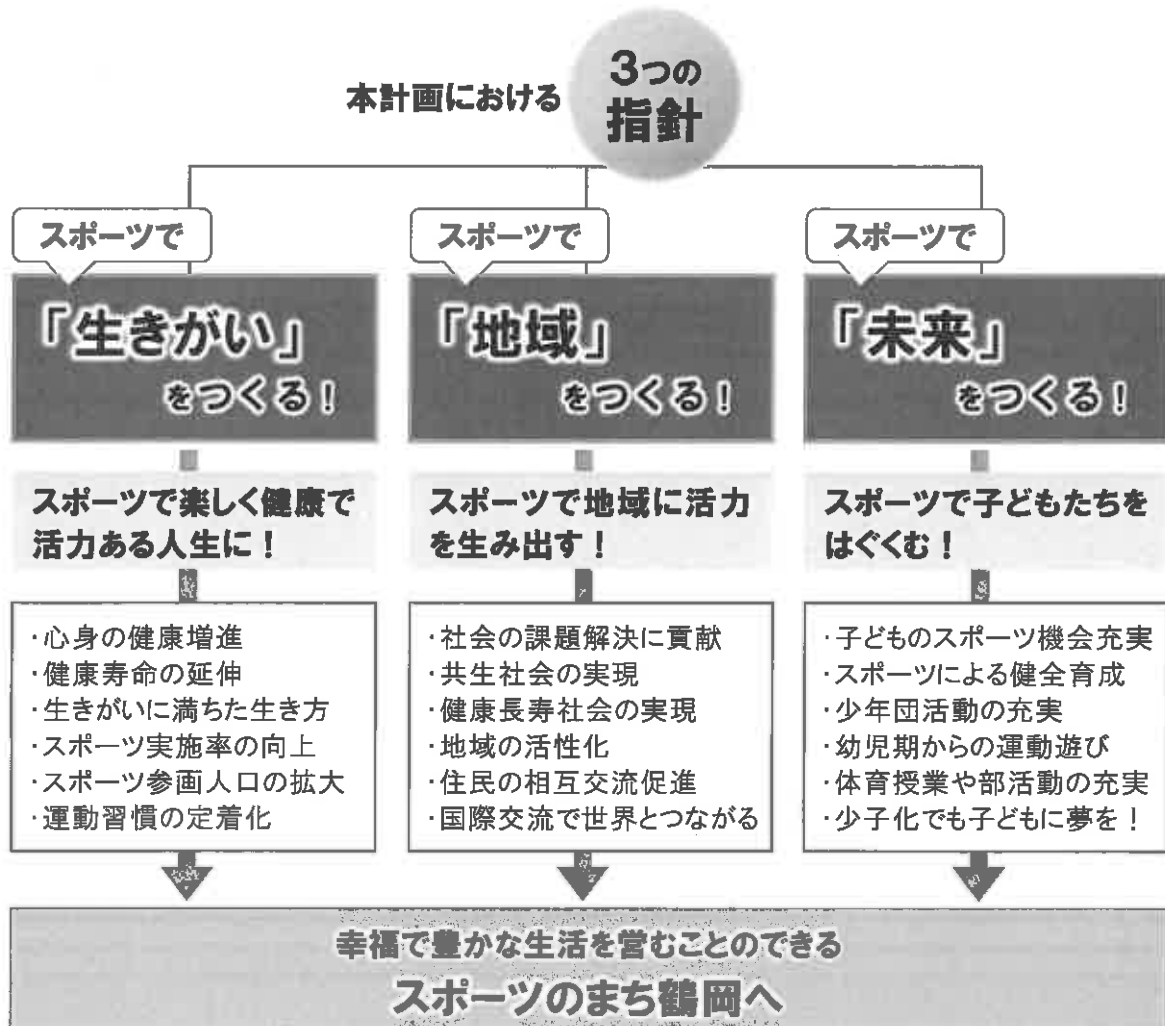 本計画における
3つの
指針
スポーツで
「生きがい」
をつくる！
スポーツで楽しく健康で
活力ある人生に！
・心身の健康増進
・健康寿命の延伸
・生きがいに満ちた生き方
・スポーツ実施率の向上
・スポーツ参画人口の拡大
・運動習慣の定着化
スポーツで
「地域」
をつくる！
スポーツで地域に活力
を生み出す！
・社会の課題解決に貢献
・共生社会の実現
・健康長寿社会の実現
・地域の活性化
・住民の相互交流促進
・国際交流で世界とつながる
スポーツで
「未来」
をつくる！
スポーツで子どもたちを
はぐくむ！
・子どものスポーツ機会充実
・スポーツによる健全育成
・少年団活動の充実
・幼児期からの運動遊び
・体育授業や部活動の充実
・少子化でも子どもに夢を！
幸福で豊かな生活を営むことのできる
スポーツのまち鶴岡へ